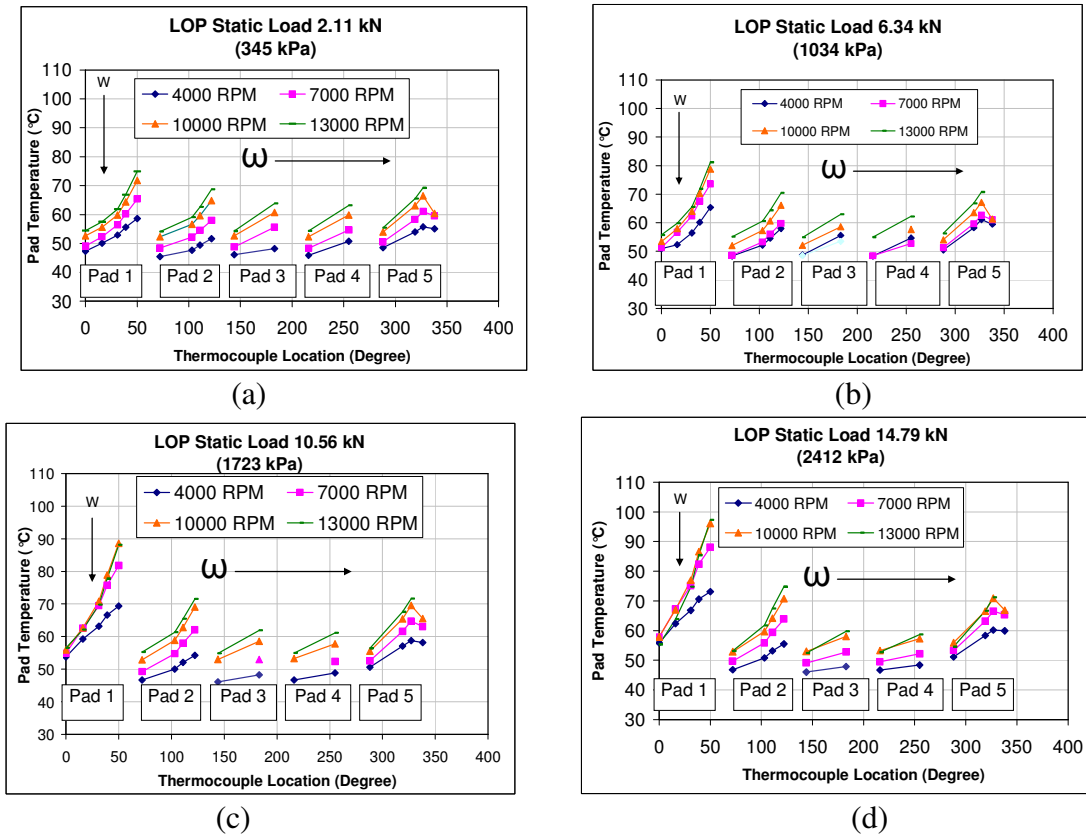 (a)
LOP Static Load 2.11 kN
(345 kPa)
110
100
90
80
70
60
50
40
30
Pad Temperature (°C)
w
4000 RPM
7000 RPM
10000 RPM
13000 RPM
ω
Pad 1
Pad 2
Pad 3
Pad 4
Pad 5
0
50
100
150
200
250
300
350
400
Thermocouple Location (Degree)
(a)
LOP Static Load 6.34 kN
(1034 kPa)
110
100
90
80
70
60
50
40
30
Pad Temperature (°C)
w
4000 RPM
7000 RPM
10000 RPM
13000 RPM
ω
Pad 1
Pad 2
Pad 3
Pad 4
Pad 5
0
50
100
150
200
250
300
350
400
Thermocouple Location (Degree)
(b)
LOP Static Load 10.56 kN
(1723 kPa)
110
100
90
80
70
60
50
40
30
Pad Temperature (°C)
w
4000 RPM
7000 RPM
10000 RPM
13000 RPM
ω
Pad 1
Pad 2
Pad 3
Pad 4
Pad 5
0
50
100
150
200
250
300
350
400
Thermocouple Location (Degree)
(c)
LOP Static Load 14.79 kN
(2412 kPa)
110
100
90
80
70
60
50
40
30
Pad Temperature (°C)
w
4000 RPM
7000 RPM
10000 RPM
13000 RPM
ω
Pad 1
Pad 2
Pad 3
Pad 4
Pad 5
0
50
100
150
200
250
300
350
400
Thermocouple Location (Degree)
(d)